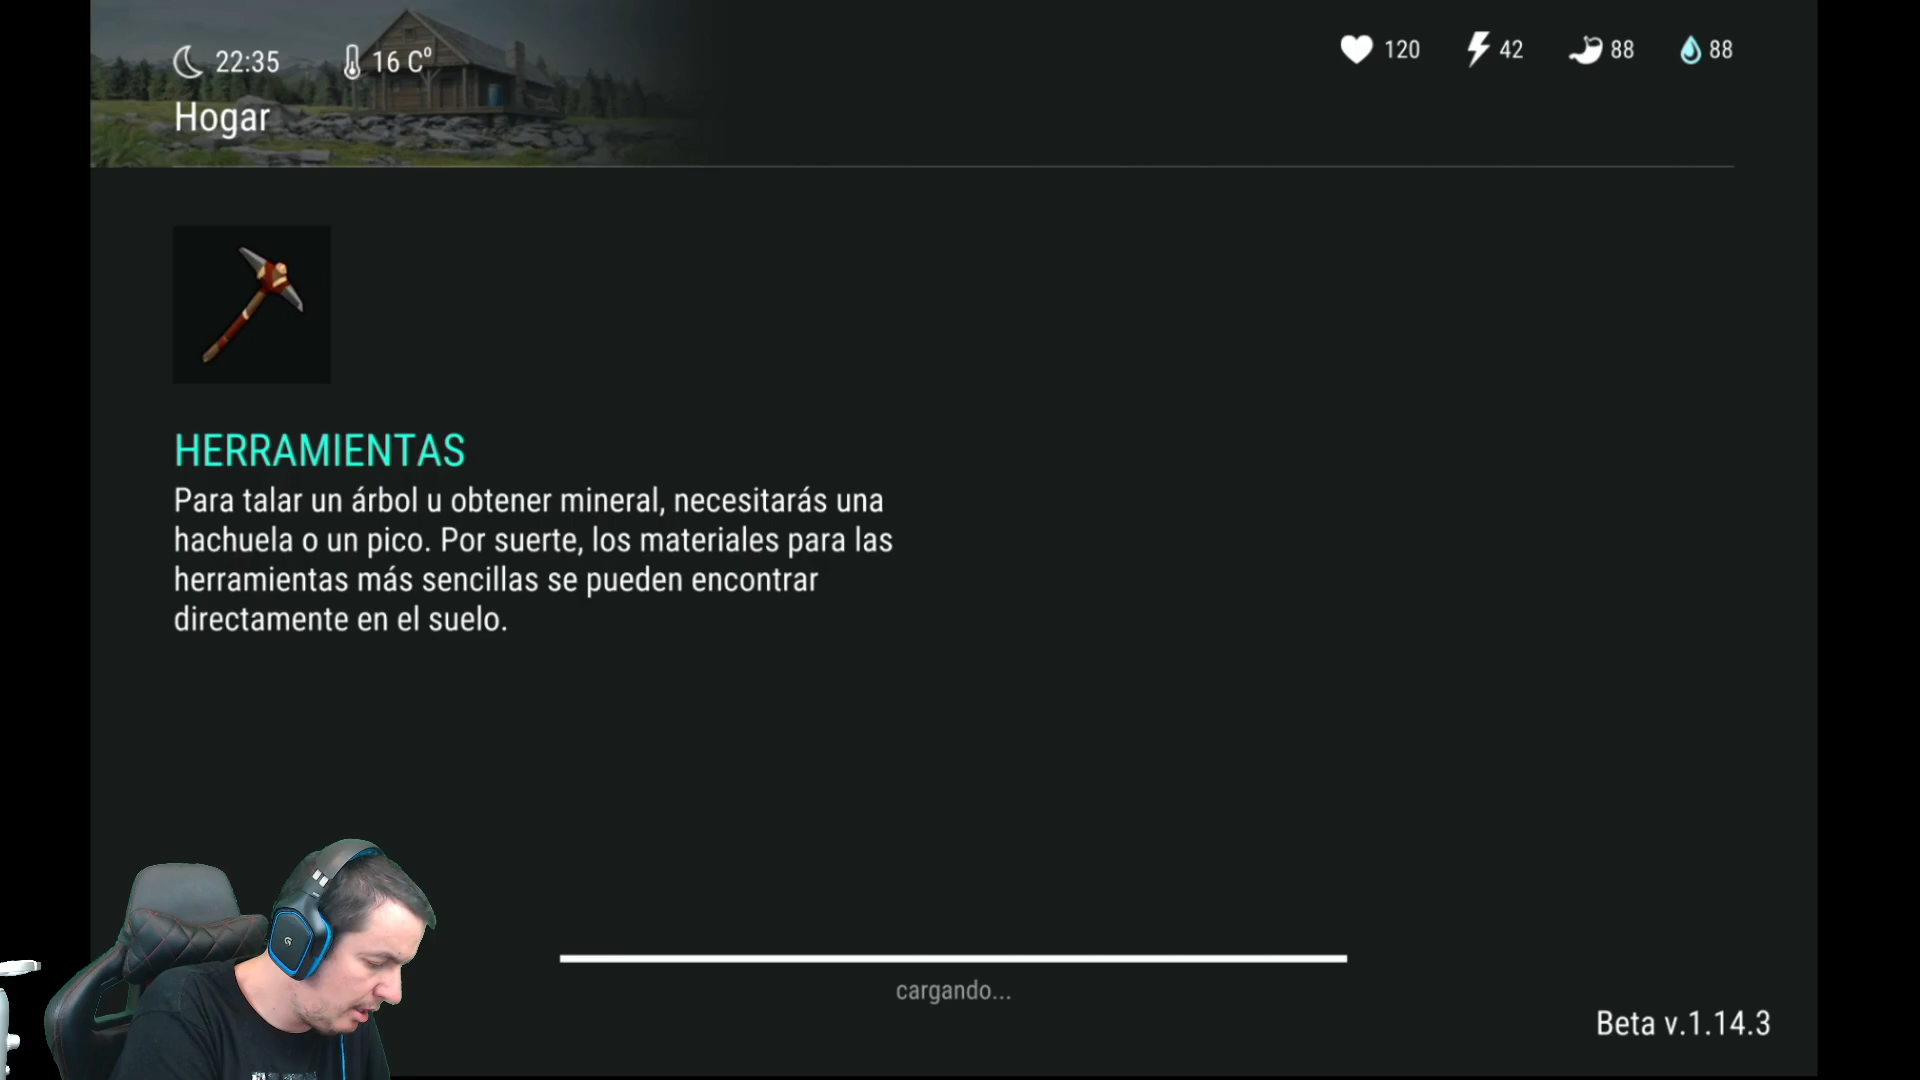 22:35
16 Cº
120
42
88
88
Hogar
HERRAMIENTAS
Para talar un árbol u obtener mineral, necesitarás una
hachuela o un pico. Por suerte, los materiales para las
herramientas más sencillas se pueden encontrar
directamente en el suelo.
cargando...
Beta v.1.14.3